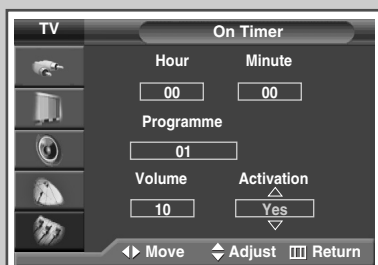 TV
On Timer
Hour Minute
00 00
Programme
01
Volume Activation
10 Yes
Move Adjust Return